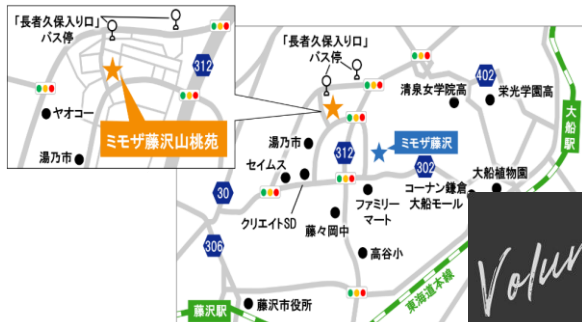 「長者久保入り口」
バス停
312
ヤオコー
ミモザ藤沢山桃苑
湯乃市
「長者久保入り口」
バス停
402
清泉女学院高
栄光学園高
大船駅
湯乃市
312
ミモザ藤沢
セイムス
302
大船植物園
コーナン鎌倉
大船モール
30
クリエイトSD
ファミリー
マート
藤ヶ岡中
306
高谷小
東海道本線
藤沢市役所
藤沢駅
Volun